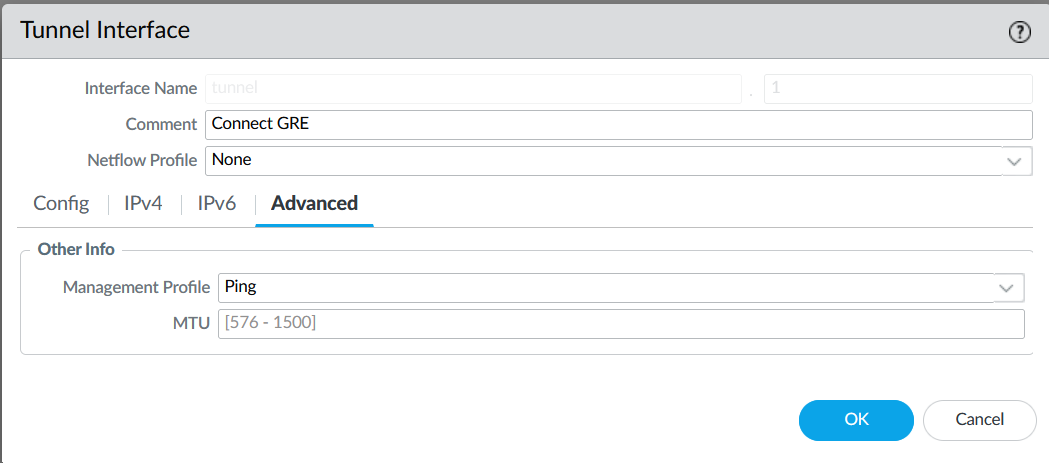 Tunnel Interface ?
Interface Name tunnel . 1
Comment Connect GRE
Netflow Profile None
Config IPv4 IPv6 Advanced
Other Info
Management Profile Ping
MTU [576 - 1500]
OK Cancel